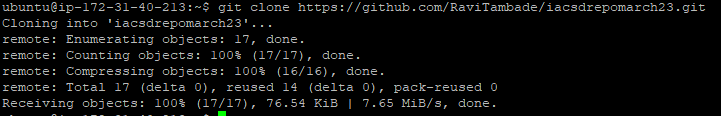 ubuntu@ip-172-31-40-213:~$ git clone https://github.com/RaviTambade/iacsdrepomarch23.git
Cloning into 'iacsdrepomarch23'...
remote: Enumerating objects: 17, done.
remote: Counting objects: 100% (17/17), done.
remote: Compressing objects: 100% (16/16), done.
remote: Total 17 (delta 0), reused 14 (delta 0), pack-reused 0
Receiving objects: 100% (17/17), 76.54 KiB | 7.65 MiB/s, done.